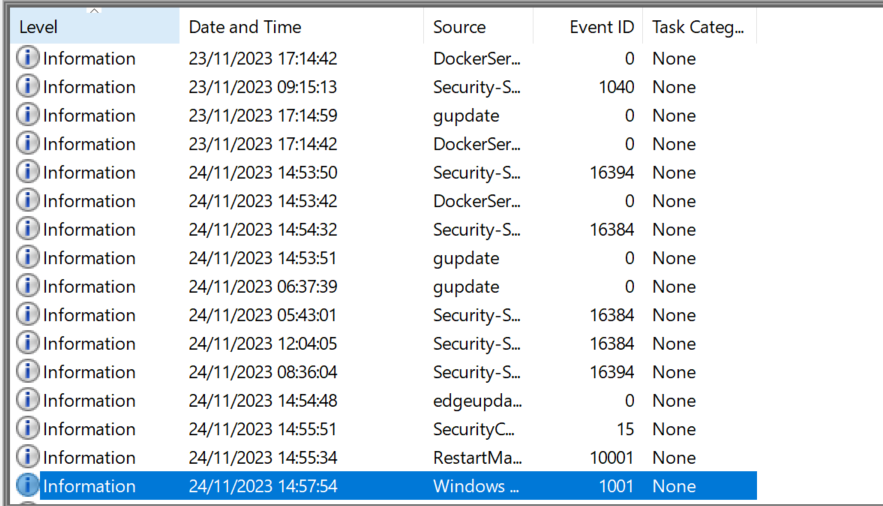 Level Date and Time Source Event ID Task Categ...
Information 23/11/2023 17:14:42 DockerSer... 0 None
Information 23/11/2023 09:15:13 Security-S... 1040 None
Information 23/11/2023 17:14:59 gupdate 0 None
Information 23/11/2023 17:14:42 DockerSer... 0 None
Information 24/11/2023 14:53:50 Security-S... 16394 None
Information 24/11/2023 14:53:42 DockerSer... 0 None
Information 24/11/2023 14:54:32 Security-S... 16384 None
Information 24/11/2023 14:53:51 gupdate 0 None
Information 24/11/2023 06:37:39 gupdate 0 None
Information 24/11/2023 05:43:01 Security-S... 16384 None
Information 24/11/2023 12:04:05 Security-S... 16384 None
Information 24/11/2023 08:36:04 Security-S... 16394 None
Information 24/11/2023 14:54:48 edgeupda... 0 None
Information 24/11/2023 14:55:51 SecurityC... 15 None
Information 24/11/2023 14:55:34 RestartMa... 10001 None
Information 24/11/2023 14:57:54 Windows ... 1001 None